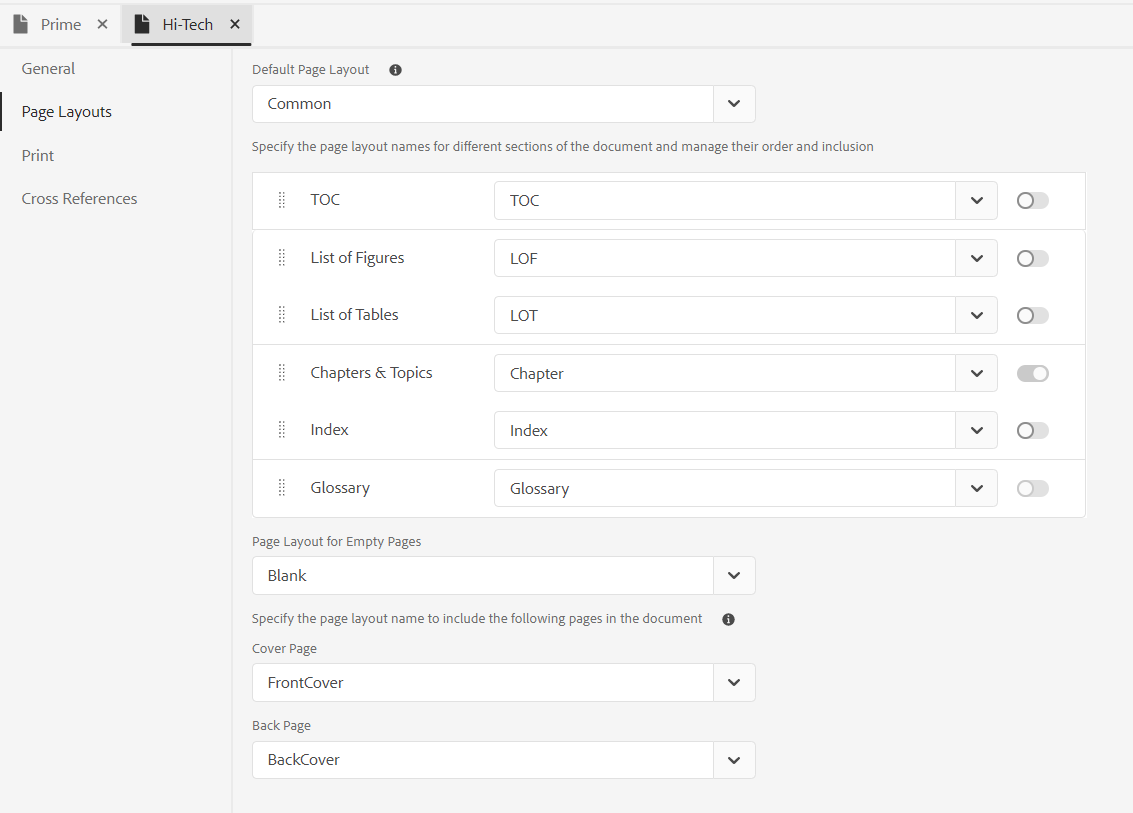 Prime Hi-Tech
General
Page Layouts
Print
Cross References
Default Page Layout
Common
Specify the page layout names for different sections of the document and manage their order and inclusion
TOC TOC
List of Figures LOF
List of Tables LOT
Chapters & Topics Chapter
Index Index
Glossary Glossary
Page Layout for Empty Pages
Blank
Specify the page layout name to include the following pages in the document
Cover Page
FrontCover
Back Page
BackCover